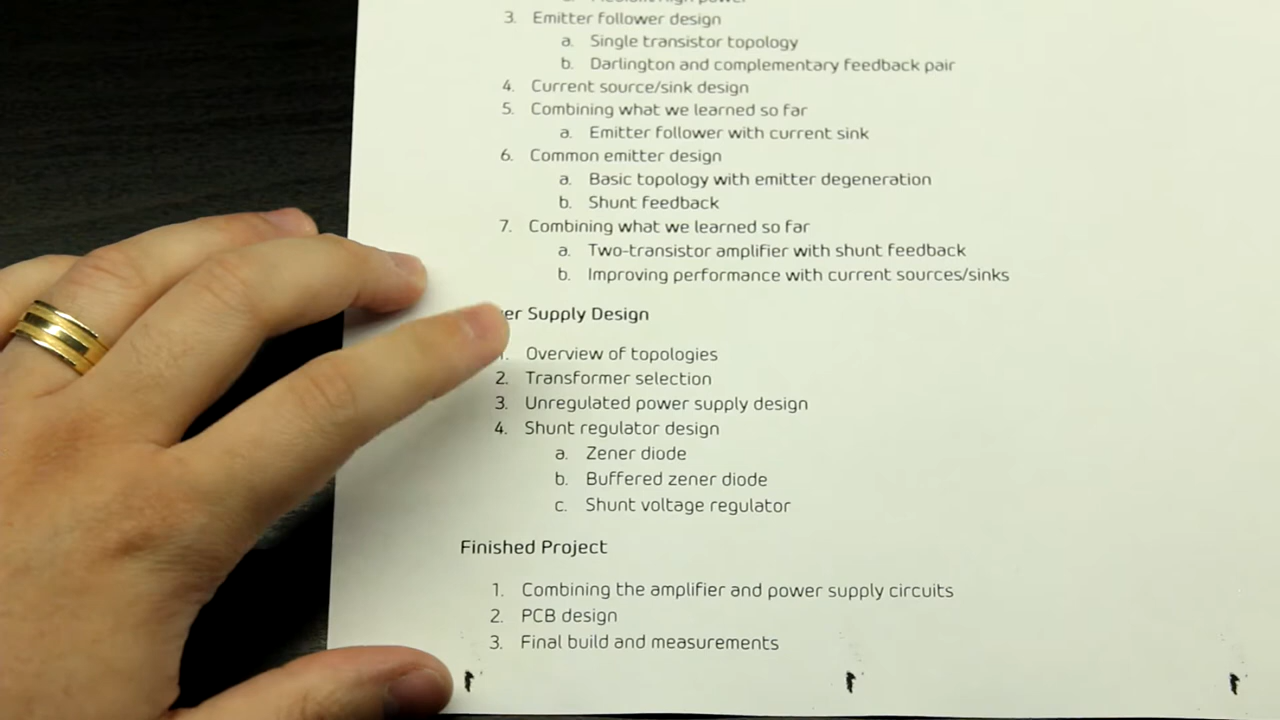 3. Emitter follower design
a. Single transistor topology
b. Darlington and complementary feedback pair
4. Current source/sink design
5. Combining what we learned so far
a. Emitter follower with current sink
6. Common emitter design
a. Basic topology with emitter degeneration
b. Shunt feedback
7. Combining what we learned so far
a. Two-transistor amplifier with shunt feedback
b. Improving performance with current sources/sinks
er Supply Design
1. Overview of topologies
2. Transformer selection
3. Unregulated power supply design
4. Shunt regulator design
a. Zener diode
b. Buffered zener diode
c. Shunt voltage regulator
Finished Project
1. Combining the amplifier and power supply circuits
2. PCB design
3. Final build and measurements